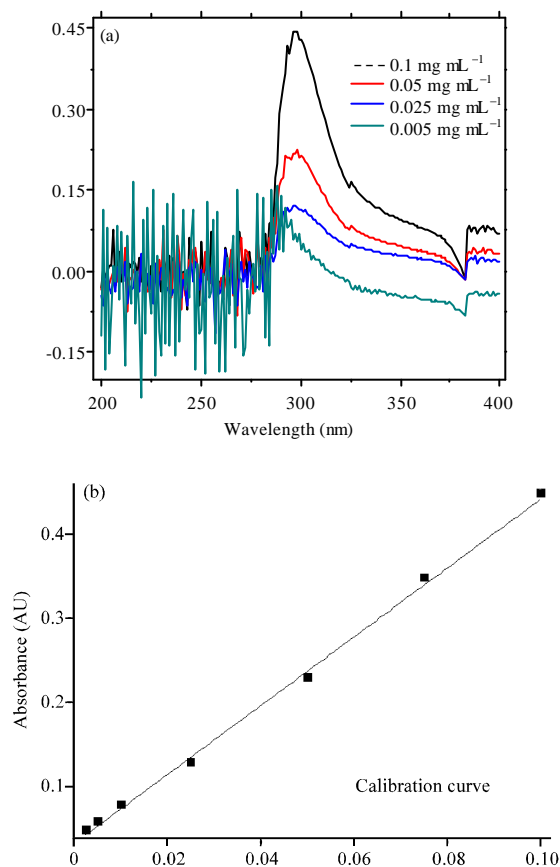 (a)
0.45
0.30
0.15
0.00
-0.15
0.1 mg mL⁻¹
0.05 mg mL⁻¹
0.025 mg mL⁻¹
0.005 mg mL⁻¹
200 250 300 350 400
Wavelength (nm)
(b)
0.4
0.3
0.2
0.1
Absorbance (AU)
Calibration curve
0 0.02 0.04 0.06 0.08 0.10